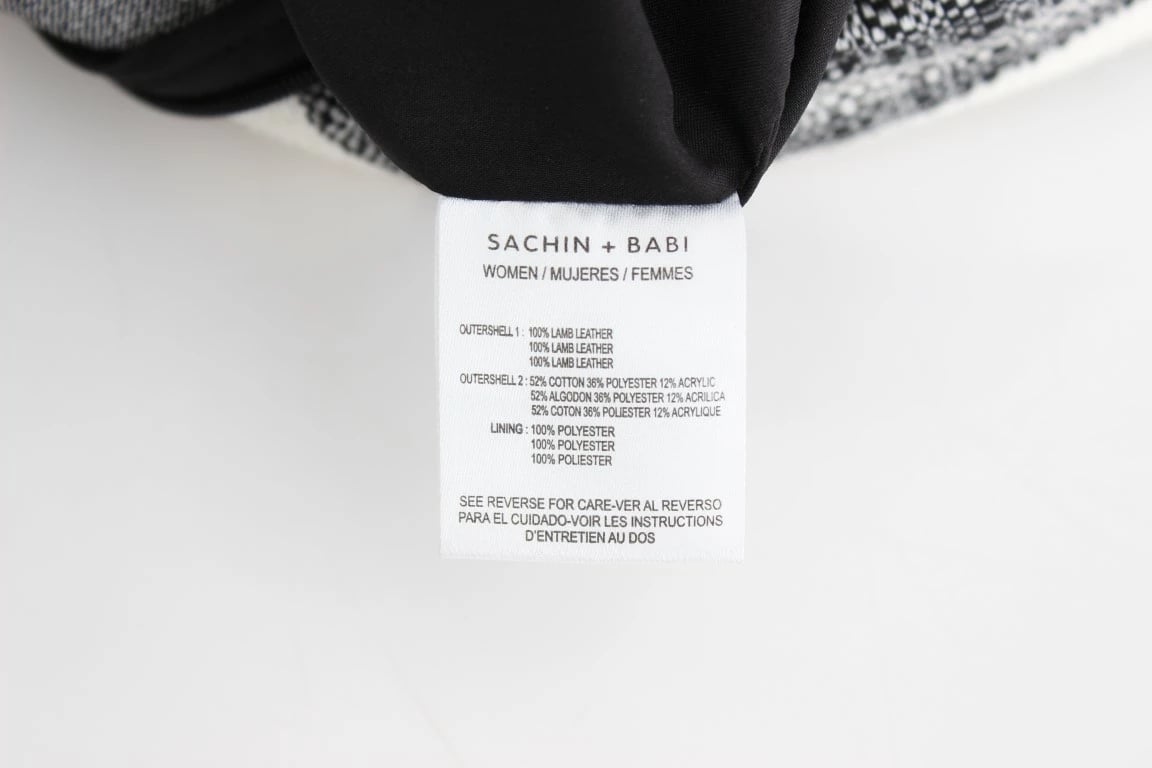 SACHIN + BABI
WOMEN / MUJERES / FEMMES
OUTERSHELL 1 : 100% LAMB LEATHER
100% LAMB LEATHER
100% LAMB LEATHER
OUTERSHELL 2 : 52% COTTON 36% POLYESTER 12% ACRYLIC
52% ALGODON 36% POLYESTER 12% ACRILICA
52% COTON 36% POLIESTER 12% ACRYLIQUE
LINING : 100% POLYESTER
100% POLYESTER
100% POLIESTER
SEE REVERSE FOR CARE-VER AL REVERSO
PARA EL CUIDADO-VOIR LES INSTRUCTIONS
D'ENTRETIEN AU DOS